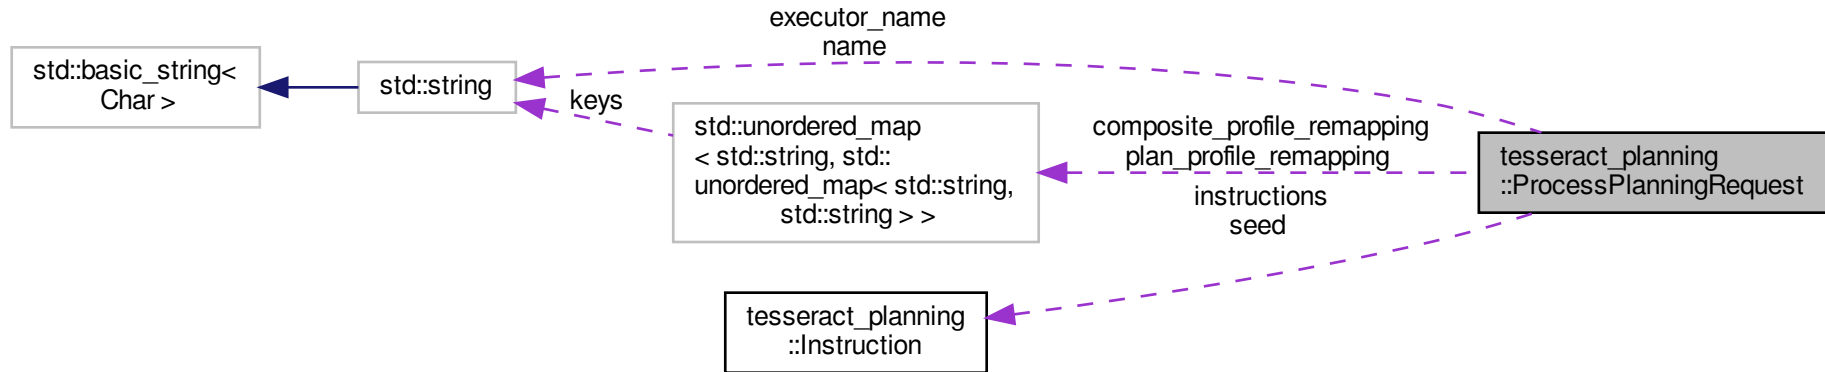 executor_name
name
std::basic_string<
Char >
std::string
keys
std::unordered_map
< std::string, std::
unordered_map< std::string,
std::string > >
composite_profile_remapping
plan_profile_remapping
instructions
seed
tesseract_planning
::ProcessPlanningRequest
tesseract_planning
::Instruction